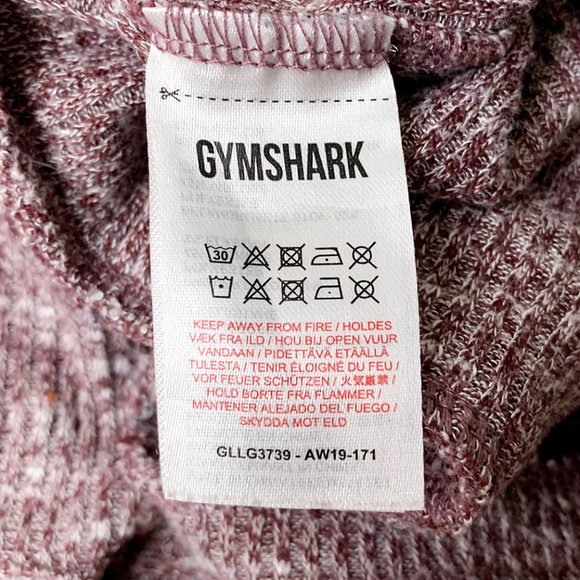 GYMSHARK
30
KEEP AWAY FROM FIRE / HOLDES
VÆK FRA ILD / HOU BIJ OPEN VUUR
VANDAAN / PIDETTÄVÄ ETÄÄLLÄ
TULESTA / TENIR ÉLOIGNÉ DU FEU /
VOR FEUER SCHÜTZEN / 火気厳禁 /
HOLD BORTE FRA FLAMMER /
MANTENER ALEJADO DEL FUEGO /
SKYDDA MOT ELD
GLLG3739 - AW19-171